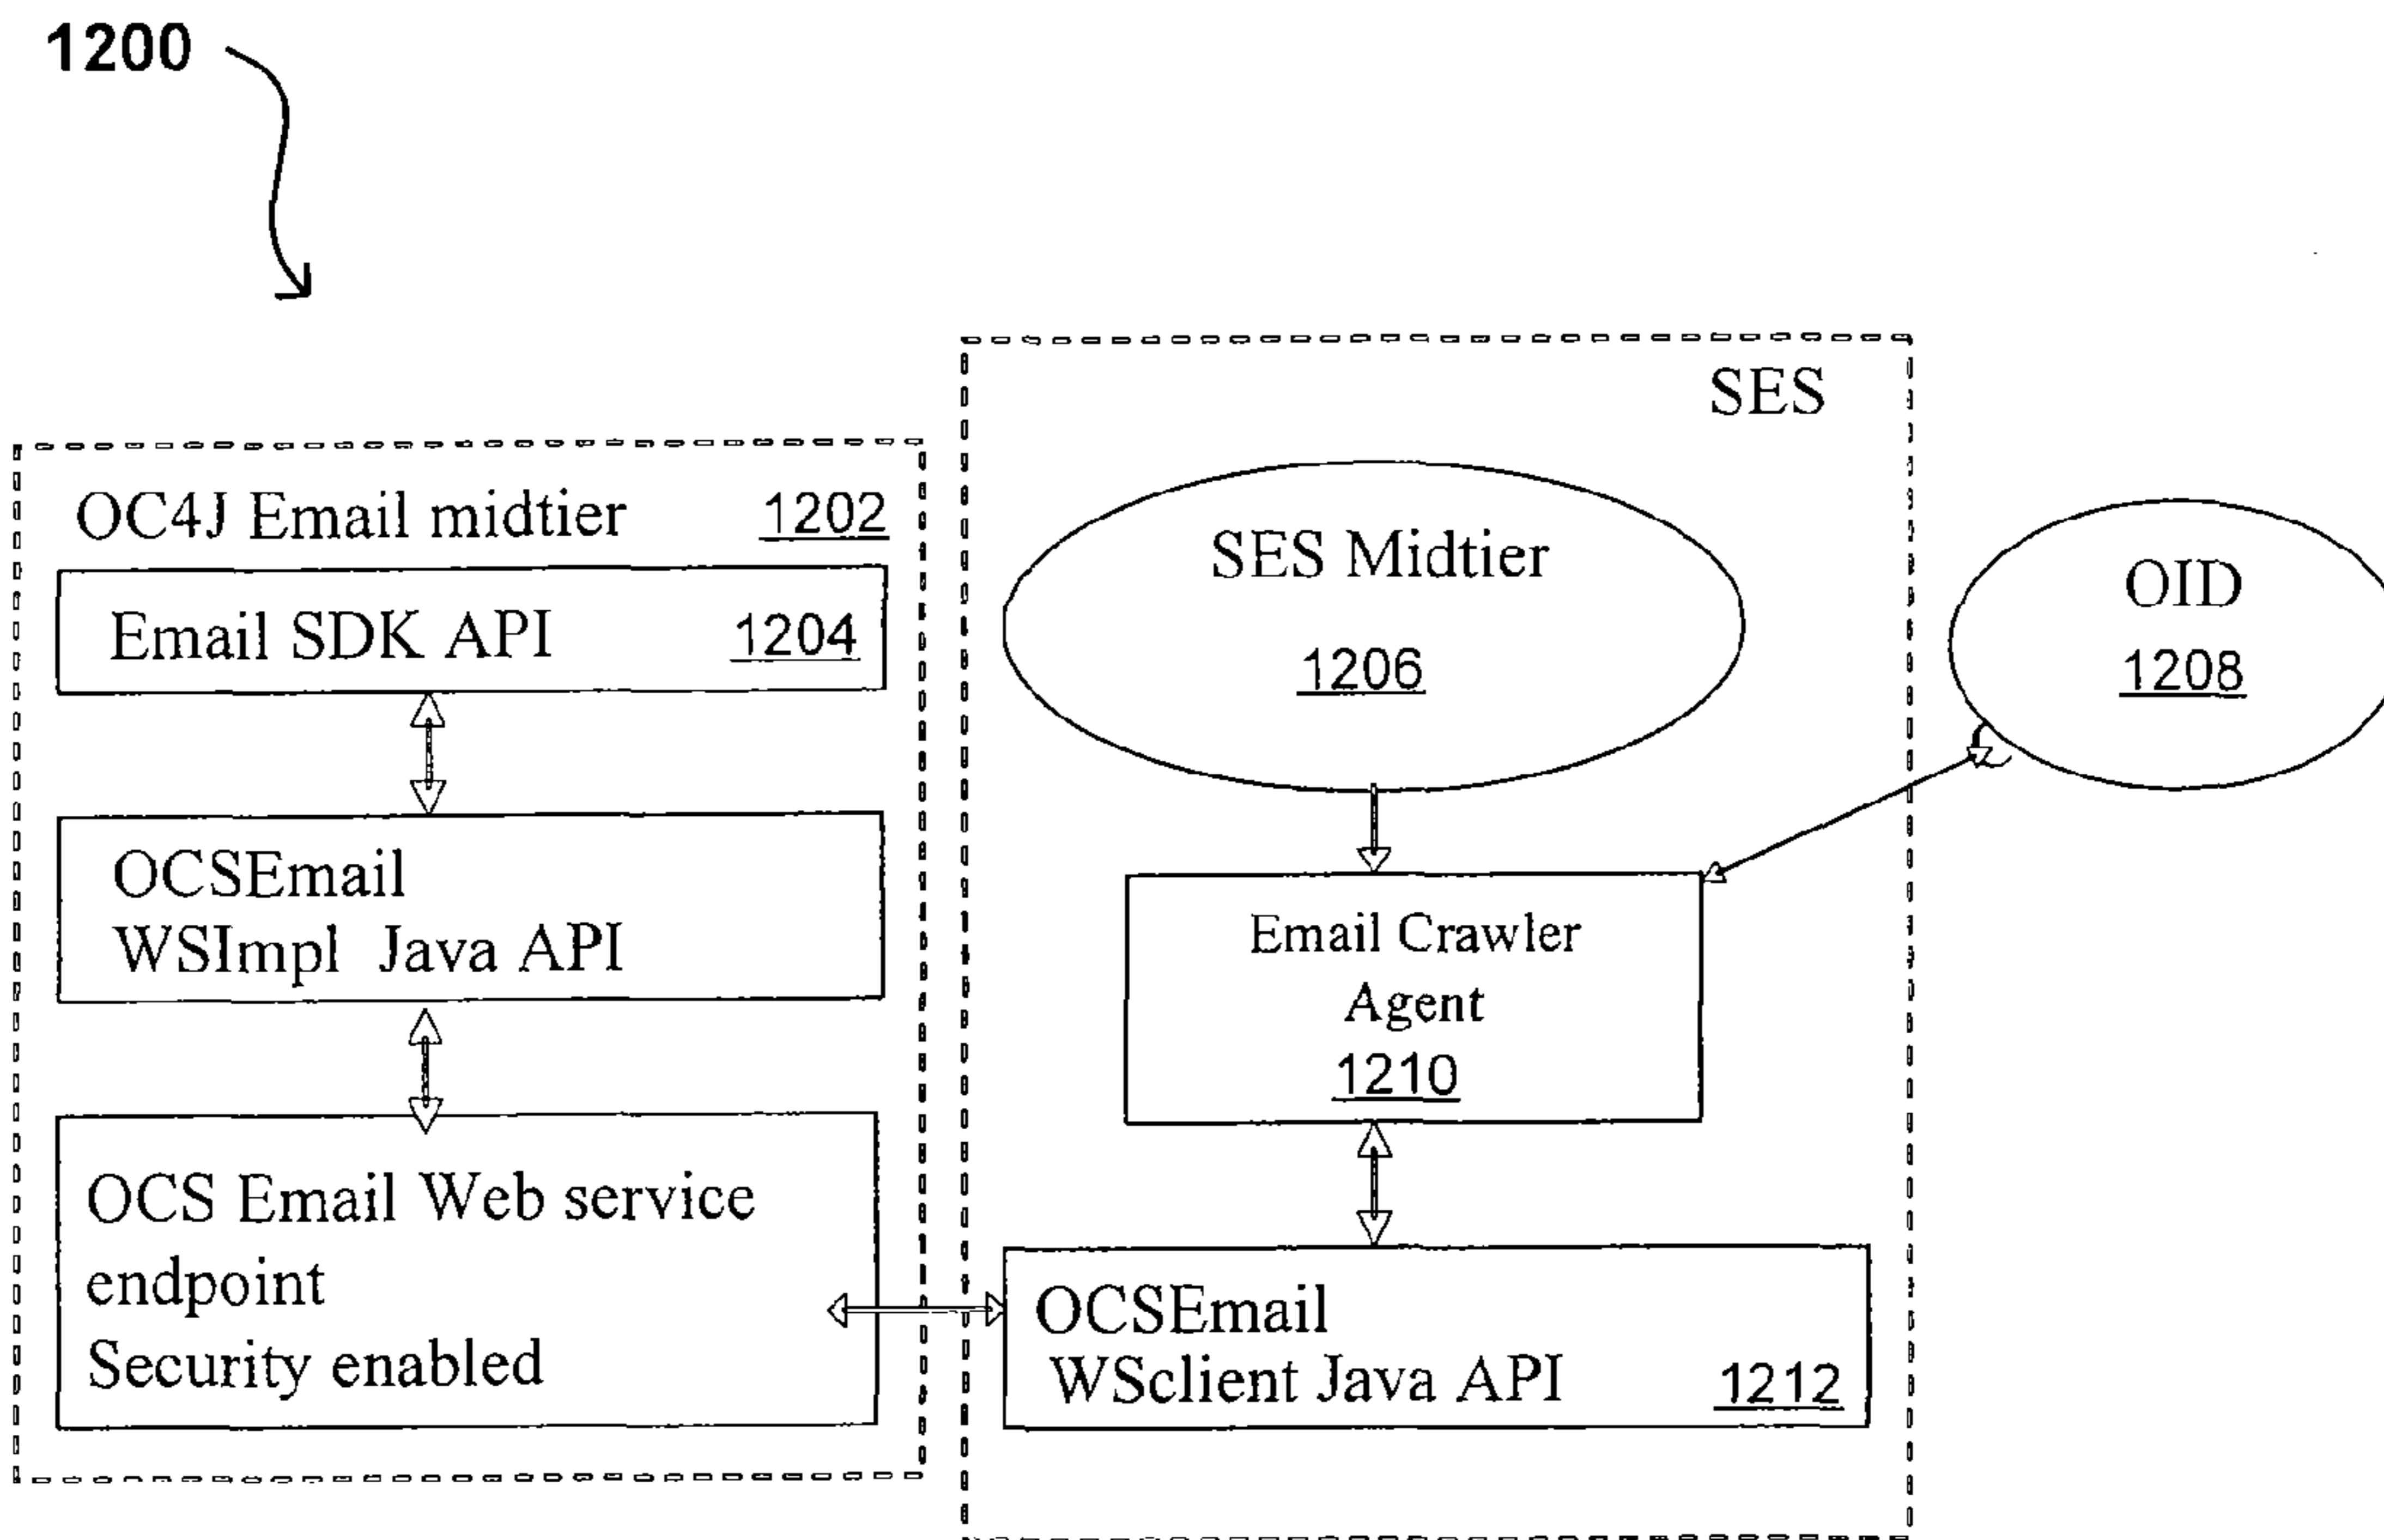 1200
SES
OC4J Email midtier 1202
Email SDK API 1204
OCSEmail
WSImpl Java API
OCS Email Web service
endpoint
Security enabled
SES Midtier
1206
OID
1208
Email Crawler
Agent
1210
OCSEmail
WSclient Java API 1212